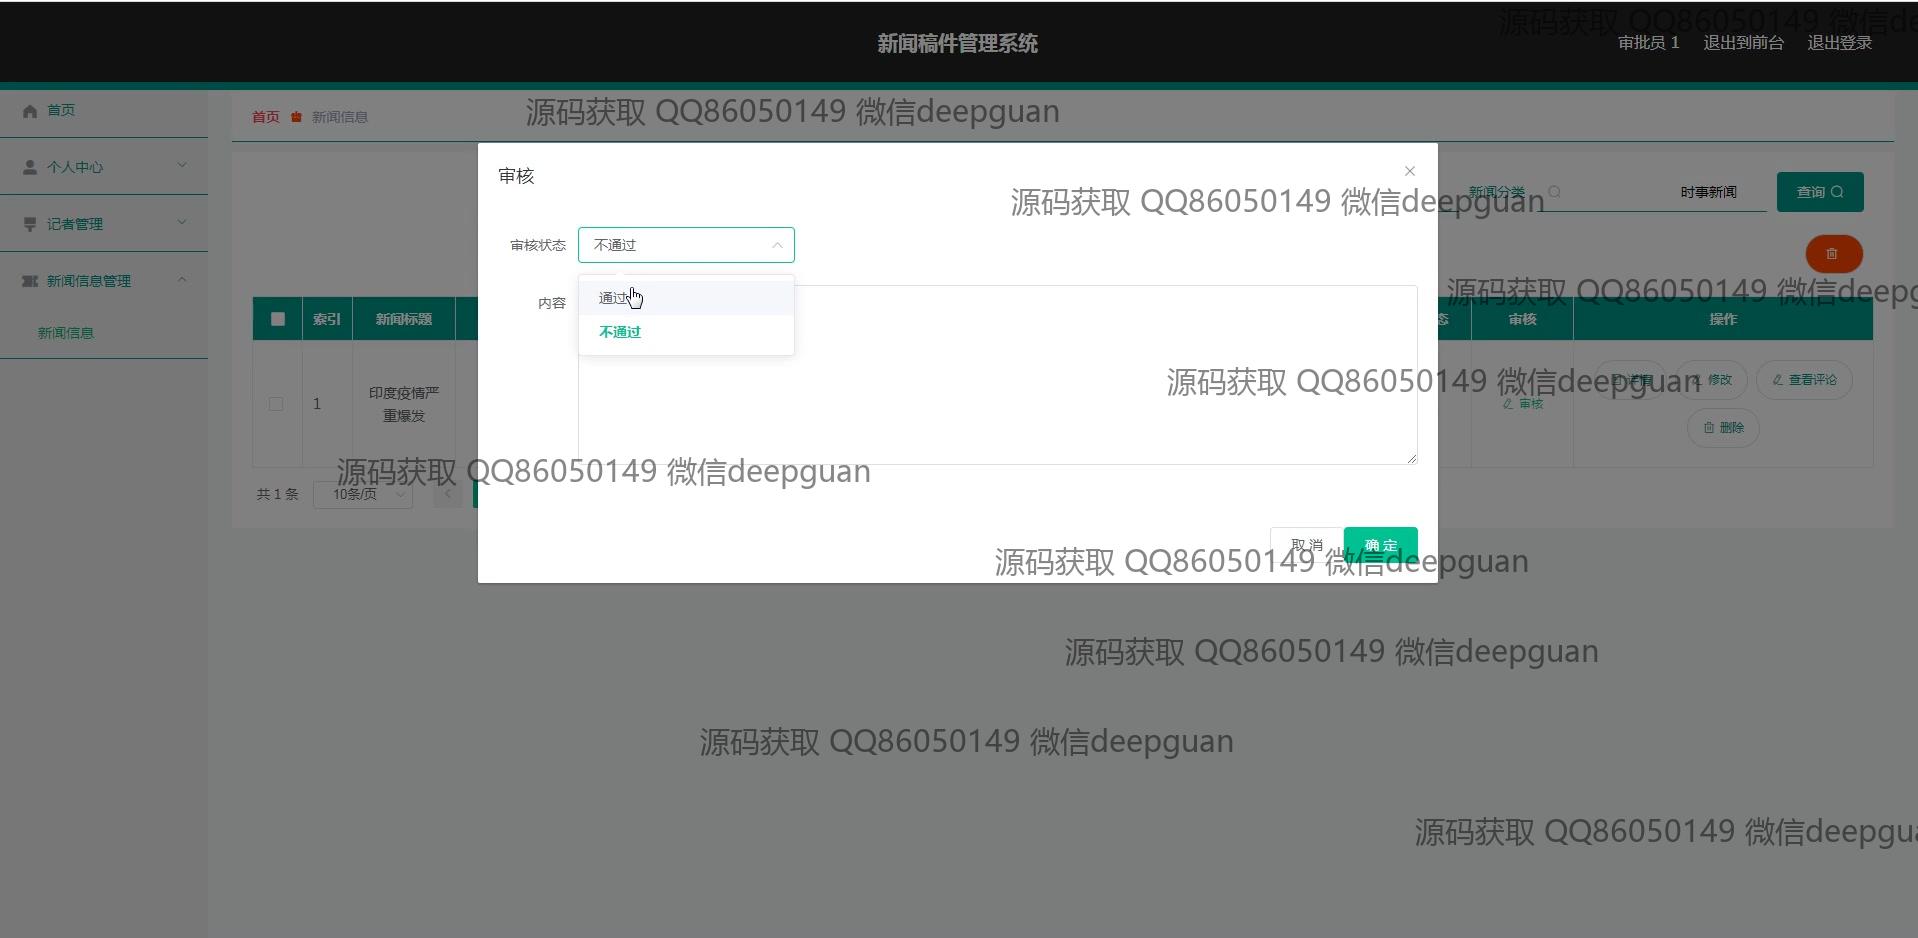 源码获取 QQ86050149 微信de
新闻稿件管理系统
审批员 1 退出到前台 退出登录
首页
首页 新闻信息
源码获取 QQ86050149 微信deepguan
个人中心
审核
新闻分类 时事新闻 查询
源码获取 QQ86050149 微信deepguan
记者管理
审核状态 不通过
新闻信息管理
通过
内容
不通过
源码获取 QQ86050149 微信deepg
索引 新闻标题 态 审核 操作
新闻信息
1
印度疫情严
重爆发
详情 修改 查看评论
源码获取 QQ86050149 微信deepguan
审核
删除
源码获取 QQ86050149 微信deepguan
共 1 条 10条/页
取消 确定
源码获取 QQ86050149 微信deepguan
源码获取 QQ86050149 微信deepguan
源码获取 QQ86050149 微信deepguan
源码获取 QQ86050149 微信deepgua